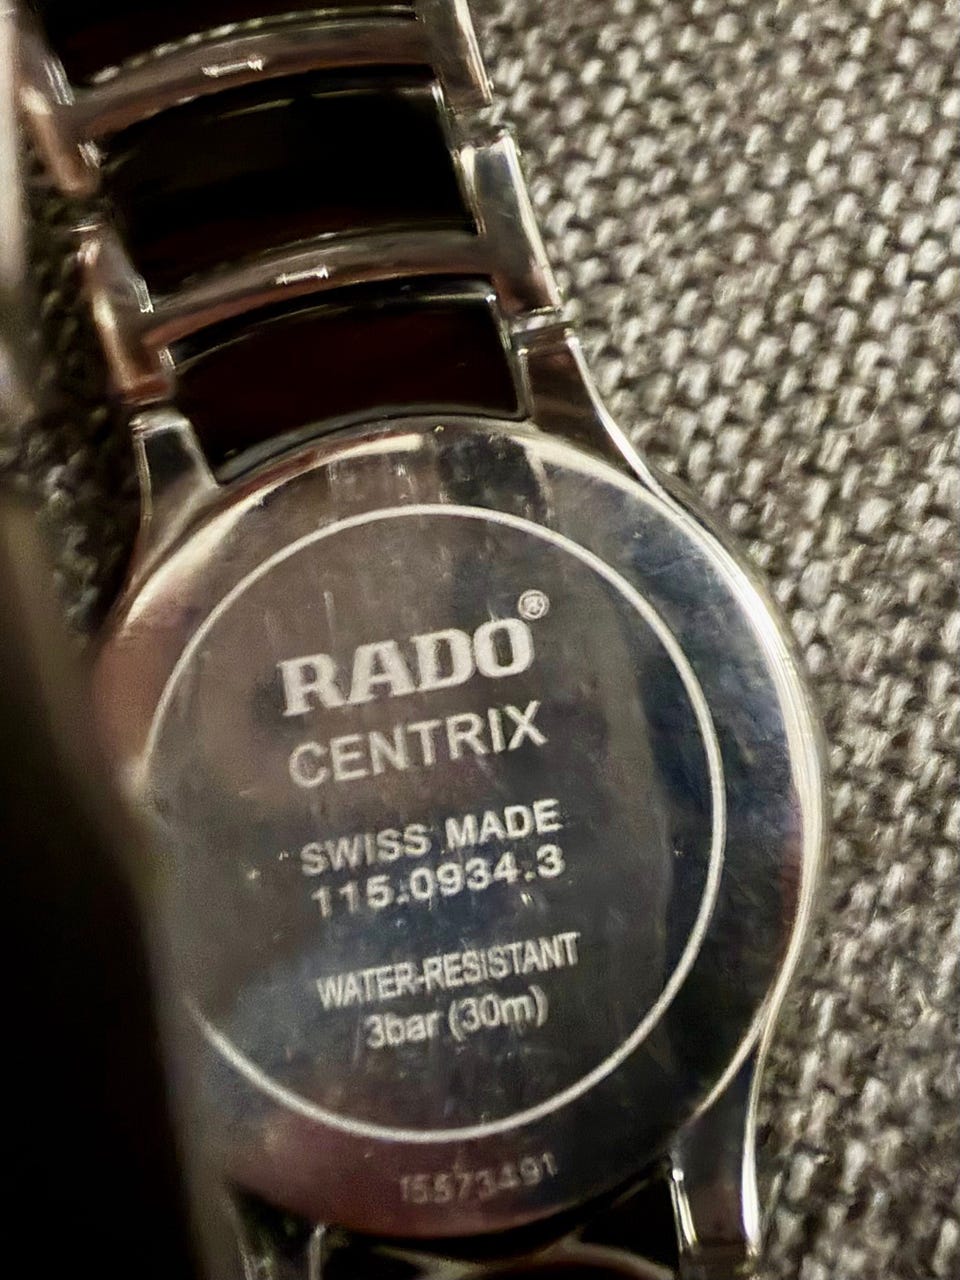 RADO®
CENTRIX
SWISS MADE
115.0934.3
WATER-RESISTANT
3bar (30m)
15573491